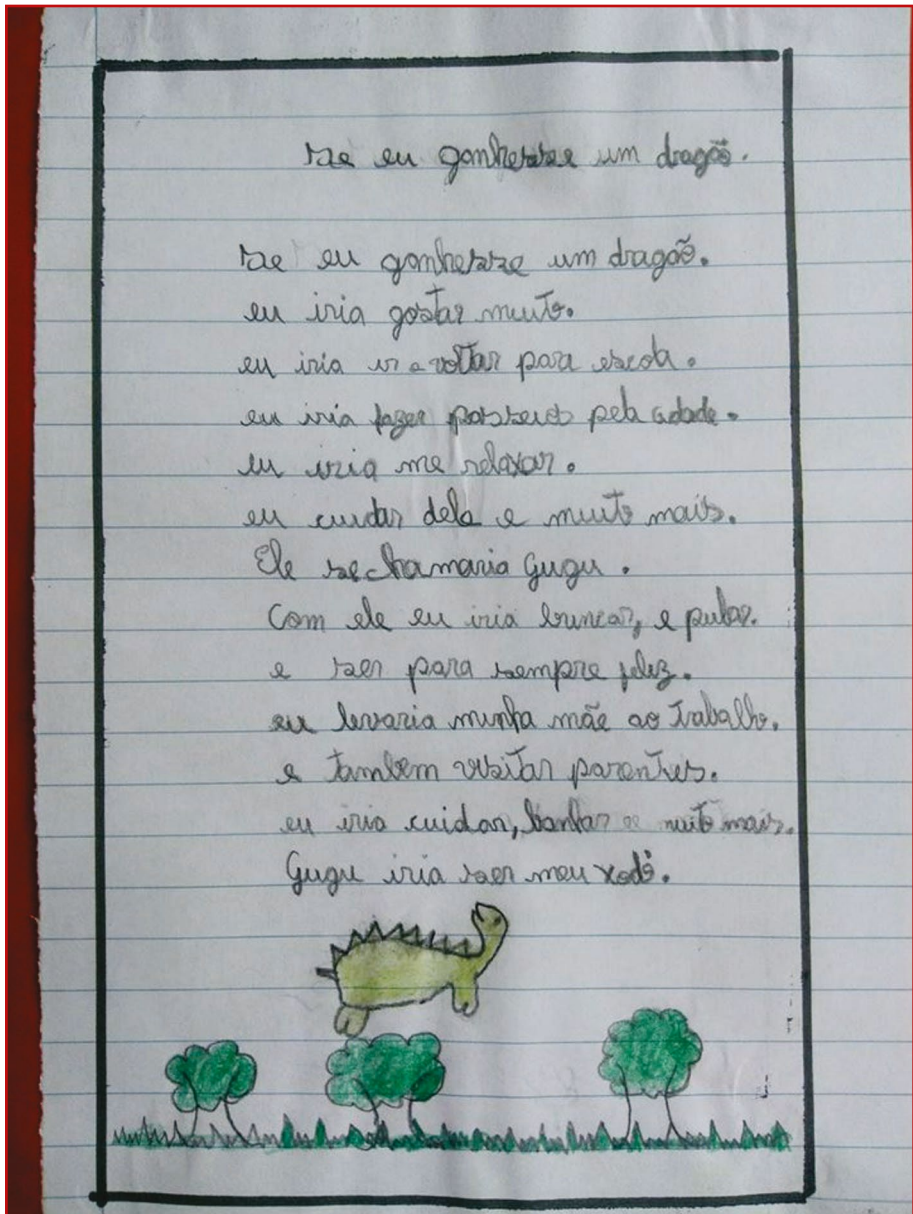 se eu ganhesse um dragão.
se eu ganhesse um dragão.
eu iria gostar muito.
eu iria ir e voltar para escola.
eu iria fazer passeios pela cidade.
eu iria me relaxar.
eu cuidar dela e muito mais.
Ele se chamaria Gugu.
Com ele eu iria brincar, e pular.
e ser para sempre feliz.
eu levaria minha mãe ao trabalho.
e tambem visitar parentes.
eu iria cuidar, banhar e muito mais.
Gugu iria ser meu xodó.